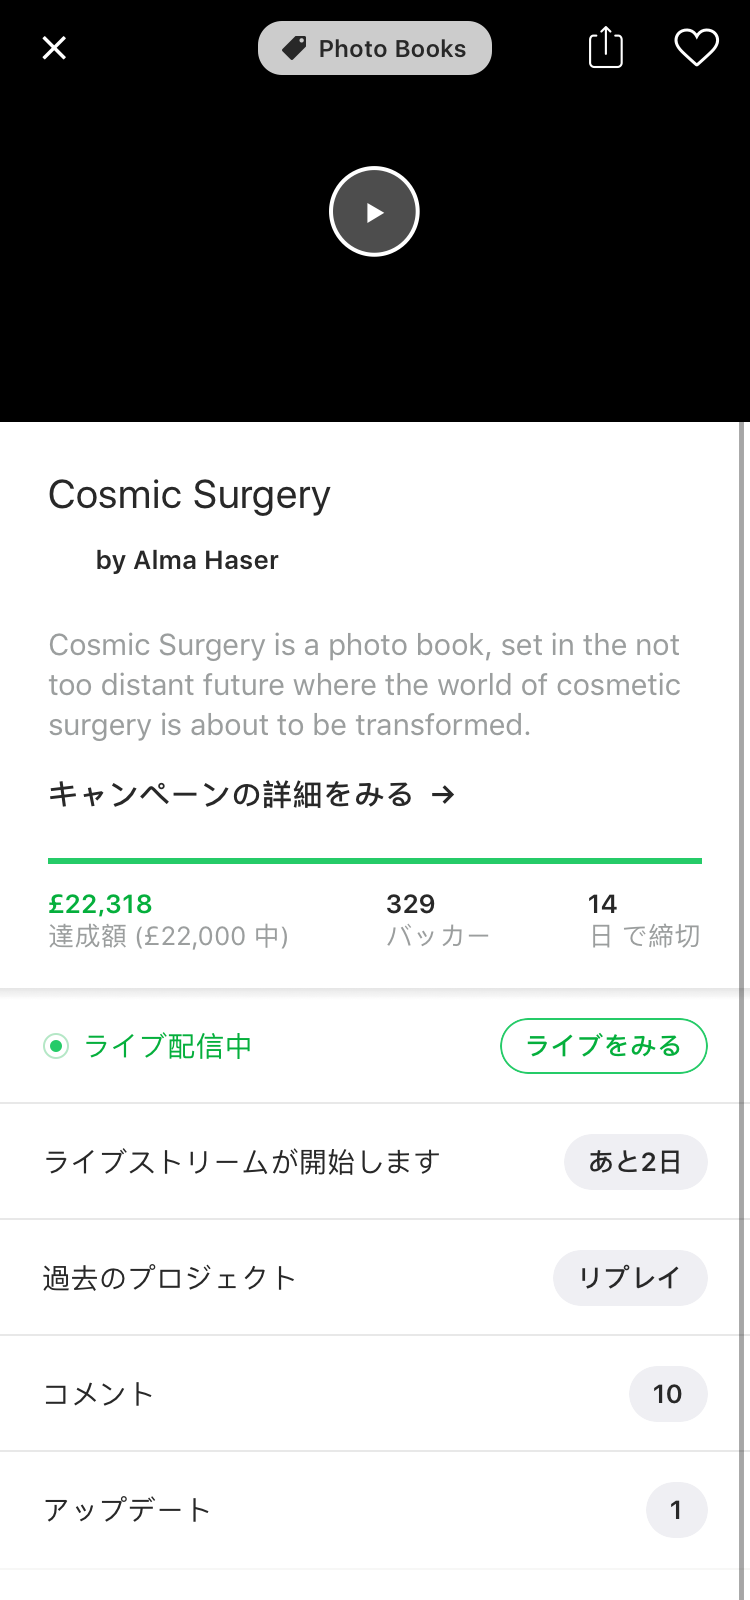 Photo Books
Cosmic Surgery
by Alma Haser
Cosmic Surgery is a photo book, set in the not
too distant future where the world of cosmetic
surgery is about to be transformed.
キャンペーンの詳細をみる →
£22,318 329 14
達成額 (£22,000 中) バッカー 日 で締切
ライブ配信中 ライブをみる
ライブストリームが開始します あと2日
過去のプロジェクト リプレイ
コメント 10
アップデート 1